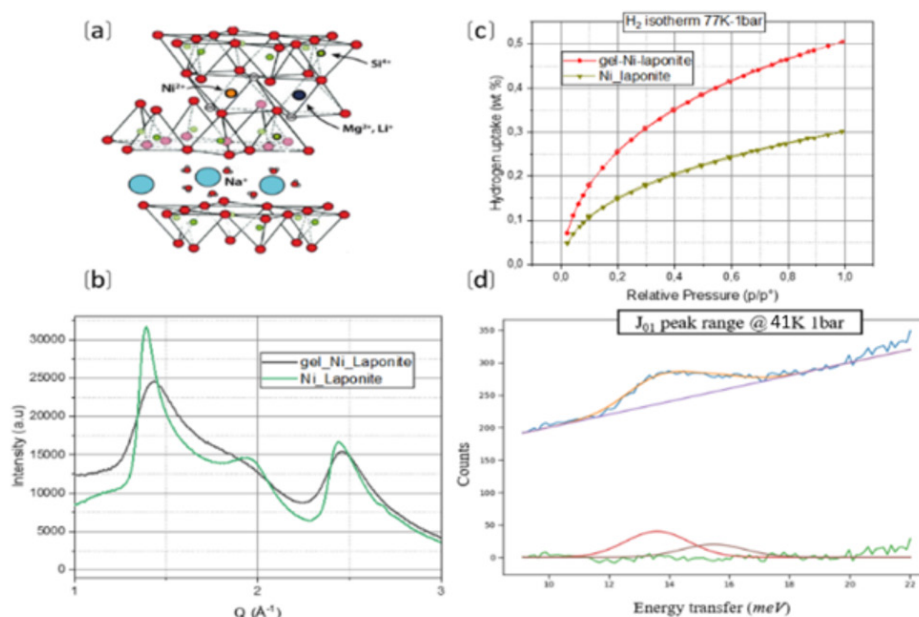 [a]
Si⁴⁺
Ni²⁺
Mg²⁺, Li⁺
Na⁺
[b]
30000
25000
20000
15000
10000
5000
0
Intensity (a.u)
gel_Ni_Laponite
Ni_Laponite
1
2
3
Q (Å⁻¹)
[c]
H₂ isotherm 77K-1bar
gel-Ni-laponite
Ni_laponite
0,5
0,4
0,3
0,2
0,1
0,0
Hydrogen uptake (wt %)
0,0 0,2 0,4 0,6 0,8 1,0
Relative Pressure (p/p°)
[d]
J₀₁ peak range @ 41K 1bar
350
300
250
200
150
100
50
0
Counts
10 12 14 16 18 20 22
Energy transfer (meV)